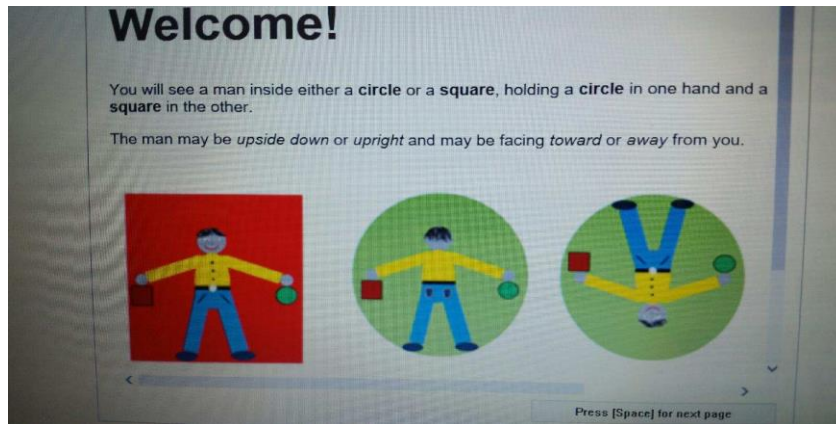 Welcome!
You will see a man inside either a circle or a square, holding a circle in one hand and a
square in the other.
The man may be upside down or upright and may be facing toward or away from you.
Press [Space] for next page